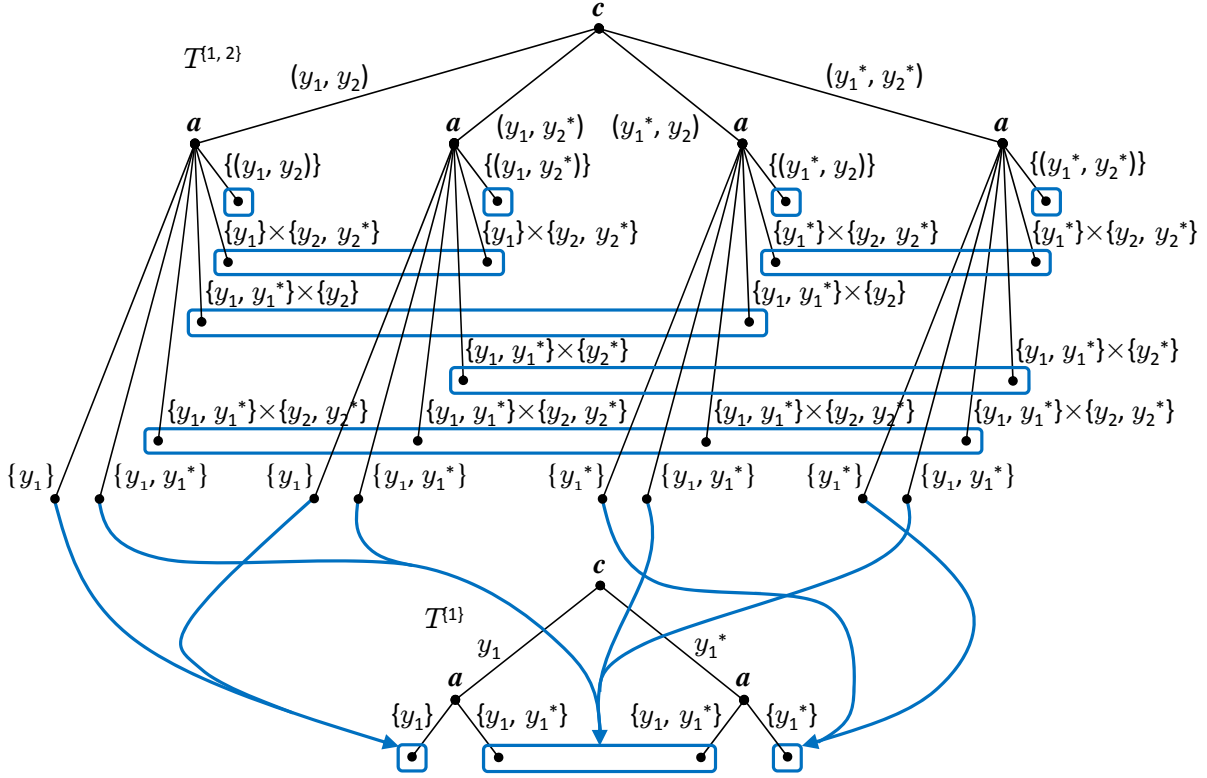 c
T{1, 2}
(y1, y2) (y1*, y2*)
a a (y1, y2*) (y1*, y2) a a
{(y1, y2)} {(y1, y2*)} {(y1*, y2)} {(y1*, y2*)}
{y1}×{y2, y2*} {y1}×{y2, y2*} {y1*}×{y2, y2*} {y1*}×{y2, y2*}
{y1, y1*}×{y2} {y1, y1*}×{y2}
{y1, y1*}×{y2*} {y1, y1*}×{y2*}
{y1, y1*}×{y2, y2*} {y1, y1*}×{y2, y2*} {y1, y1*}×{y2, y2*} {y1, y1*}×{y2, y2*}
{y1} {y1, y1*} {y1} {y1, y1*} {y1*} {y1, y1*} {y1*} {y1, y1*}
c
T{1}
y1 y1*
a a
{y1} {y1, y1*} {y1, y1*} {y1*}